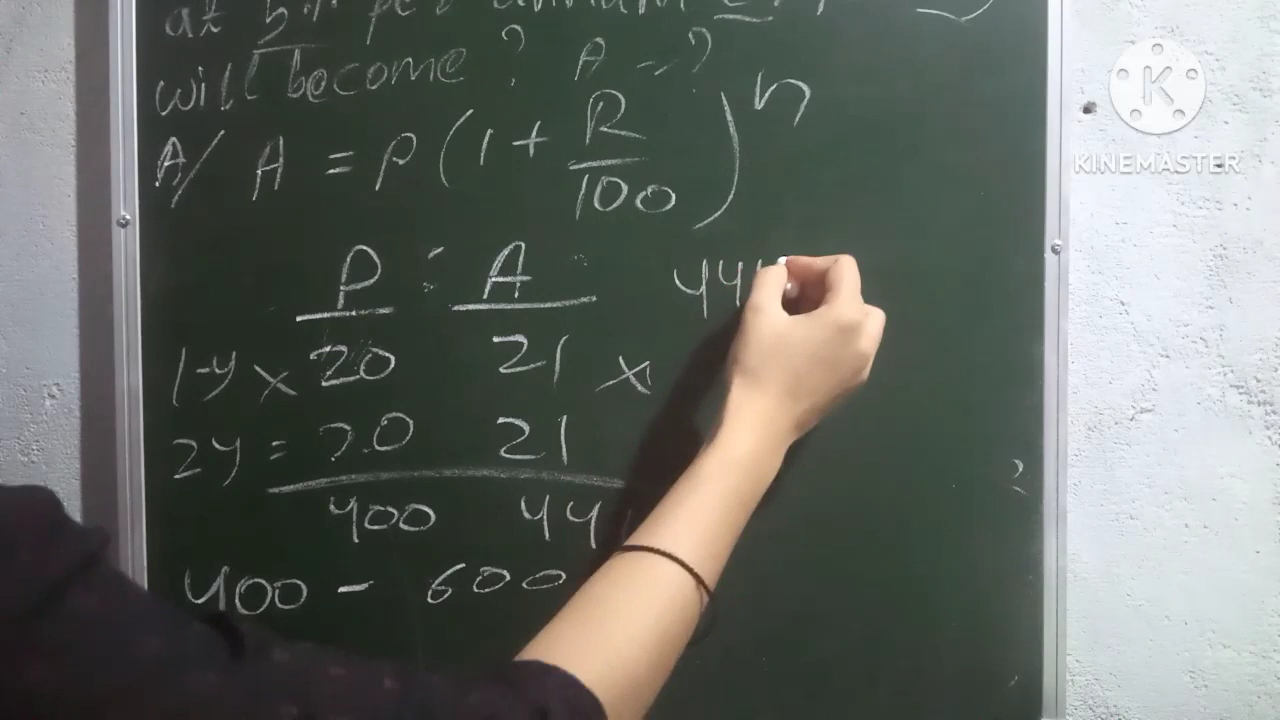 at 5% per annum
will become ? A → ?
A/ A = P(1 + R/100)^n
P : A :
1-y × 20 21 ×
2y = 20 21
400 44
400 - 600
44
KINEMASTER